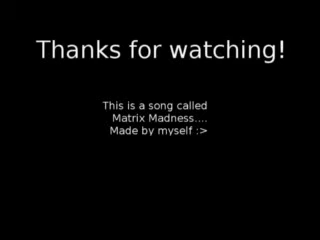 Thanks for watching!
This is a song called
Matrix Madness....
Made by myself :>